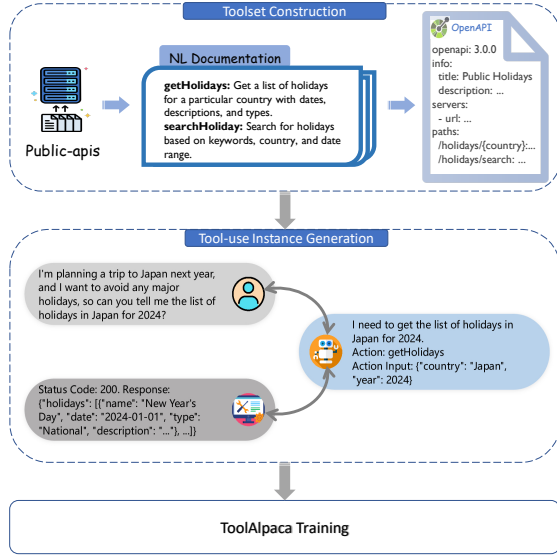 Toolset Construction
Public-apis
NL Documentation
getHolidays: Get a list of holidays
for a particular country with dates,
descriptions, and types.
searchHoliday: Search for holidays
based on keywords, country, and date
range.
OpenAPI
openapi: 3.0.0
info:
title: Public Holidays
description: ...
servers:
- url: ...
paths:
/holidays/{country}:...
/holidays/search: ...
Tool-use Instance Generation
I'm planning a trip to Japan next year,
and I want to avoid any major
holidays, so can you tell me the list of
holidays in Japan for 2024?
I need to get the list of holidays in
Japan for 2024.
Action: getHolidays
Action Input: {"country": "Japan",
"year": 2024}
Status Code: 200. Response:
{"holidays": [{"name": "New Year's
Day", "date": "2024-01-01", "type":
"National", "description": "..."}, ...]}
ToolAlpaca Training